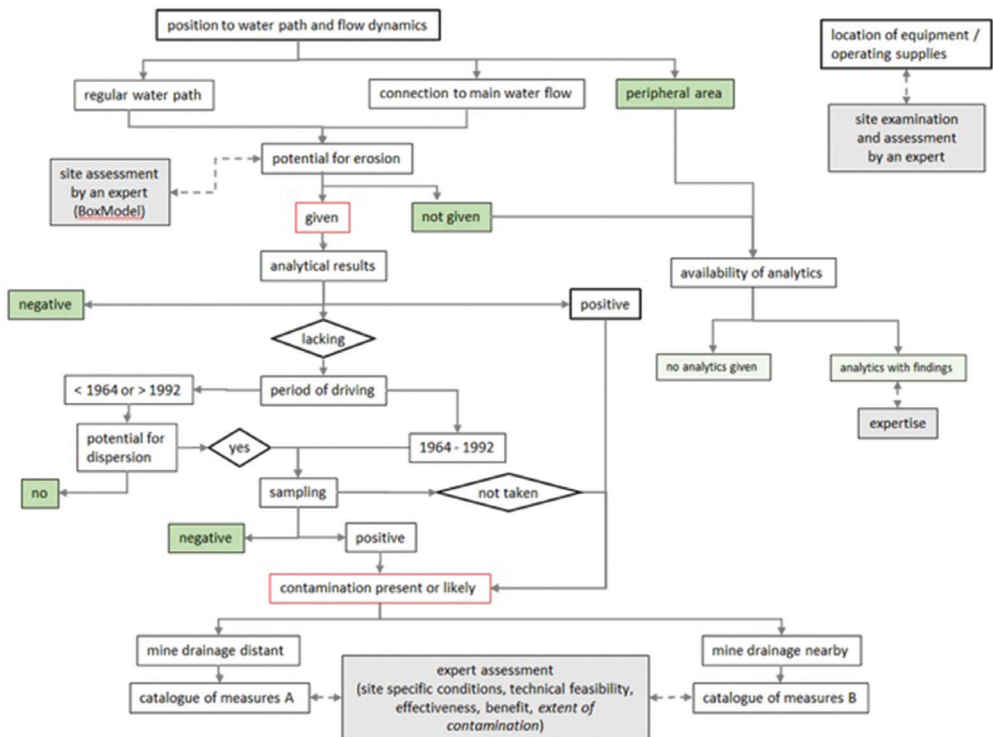 position to water path and flow dynamics
location of equipment /
operating supplies
regular water path
connection to main water flow
peripheral area
site examination
and assessment
by an expert
potential for erosion
site assessment
by an expert
(BoxModel)
given
not given
analytical results
availability of analytics
negative
positive
lacking
no analytics given
analytics with findings
< 1964 or > 1992
period of driving
expertise
potential for
dispersion
yes
1964 - 1992
no
sampling
not taken
negative
positive
contamination present or likely
mine drainage distant
mine drainage nearby
expert assessment
(site specific conditions, technical feasibility,
effectiveness, benefit, extent of
contamination)
catalogue of measures A
catalogue of measures B